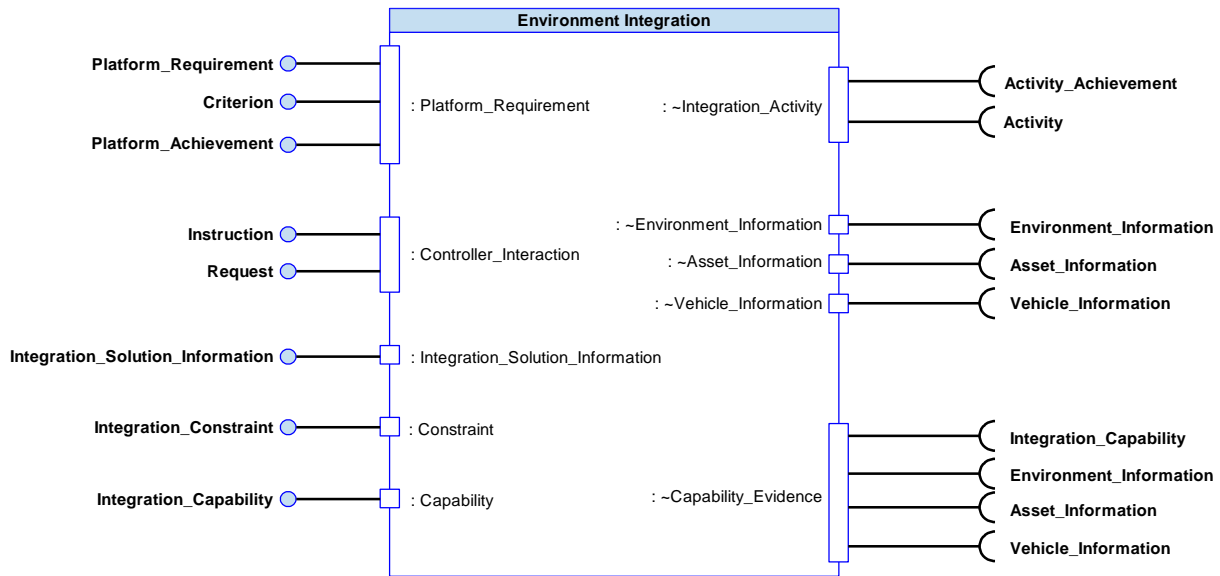 Environment Integration
Platform_Requirement
Criterion
Platform_Achievement
: Platform_Requirement
: ~Integration_Activity
Activity_Achievement
Activity
Instruction
Request
: Controller_Interaction
: ~Environment_Information
: ~Asset_Information
: ~Vehicle_Information
Environment_Information
Asset_Information
Vehicle_Information
Integration_Solution_Information
: Integration_Solution_Information
Integration_Constraint
: Constraint
Integration_Capability
: Capability
: ~Capability_Evidence
Integration_Capability
Environment_Information
Asset_Information
Vehicle_Information